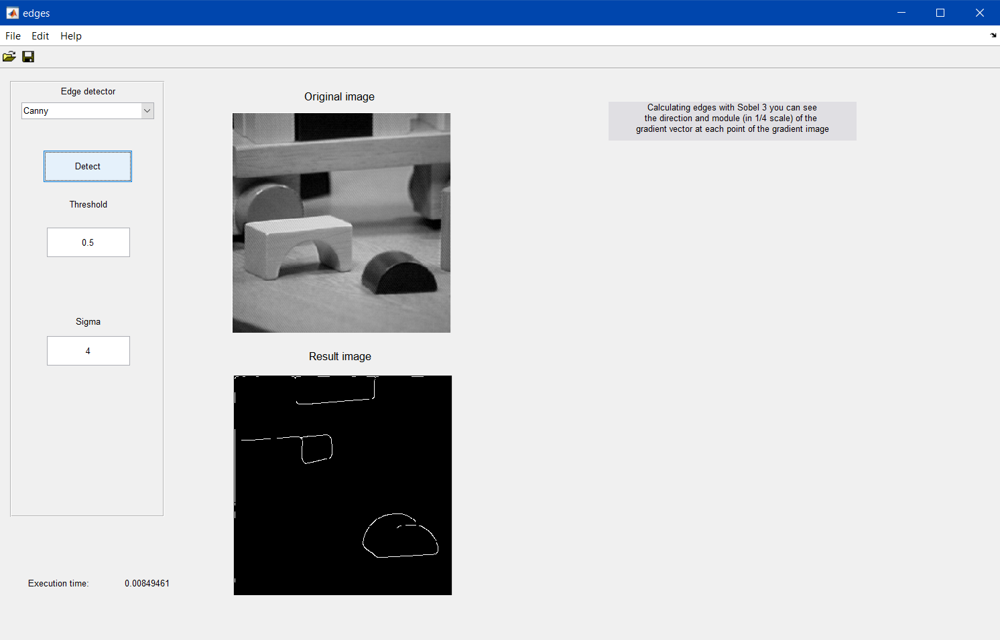 edges
File Edit Help
Edge detector
Canny
Detect
Threshold
0.5
Sigma
4
Execution time: 0.00849461
Original image
Result image
Calculating edges with Sobel 3 you can see
the direction and module (in 1/4 scale) of the
gradient vector at each point of the gradient image